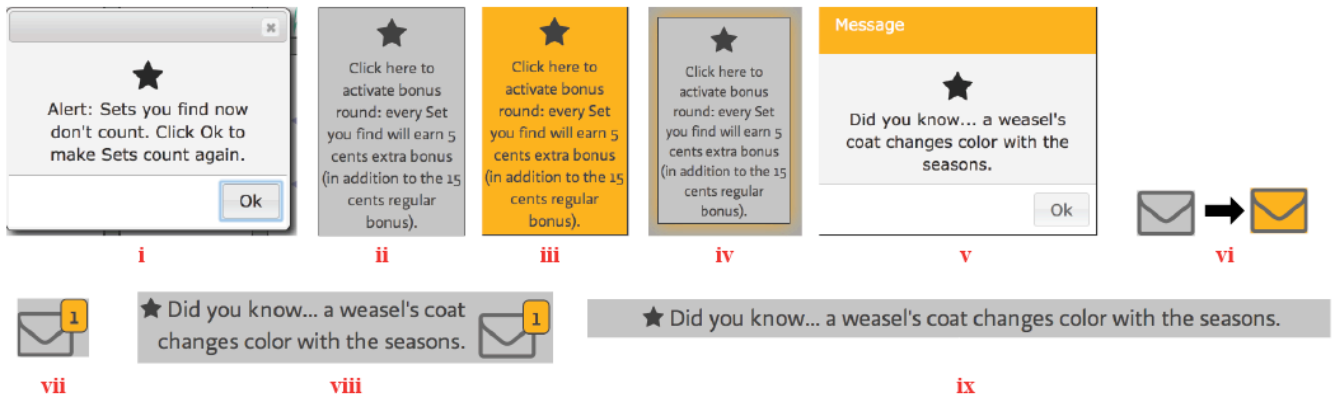 Alert: Sets you find now
don't count. Click Ok to
make Sets count again.
Ok
i
Click here to
activate bonus
round: every Set
you find will earn 5
cents extra bonus
(in addition to the 15
cents regular
bonus).
ii
Click here to
activate bonus
round: every Set
you find will earn 5
cents extra bonus
(in addition to the 15
cents regular
bonus).
iii
Click here to
activate bonus
round: every Set
you find will earn 5
cents extra bonus
(in addition to the 15
cents regular
bonus).
iv
Message
Did you know... a weasel's
coat changes color with the
seasons.
Ok
v
vi
1
vii
Did you know... a weasel's coat
changes color with the seasons.
1
viii
Did you know... a weasel's coat changes color with the seasons.
ix